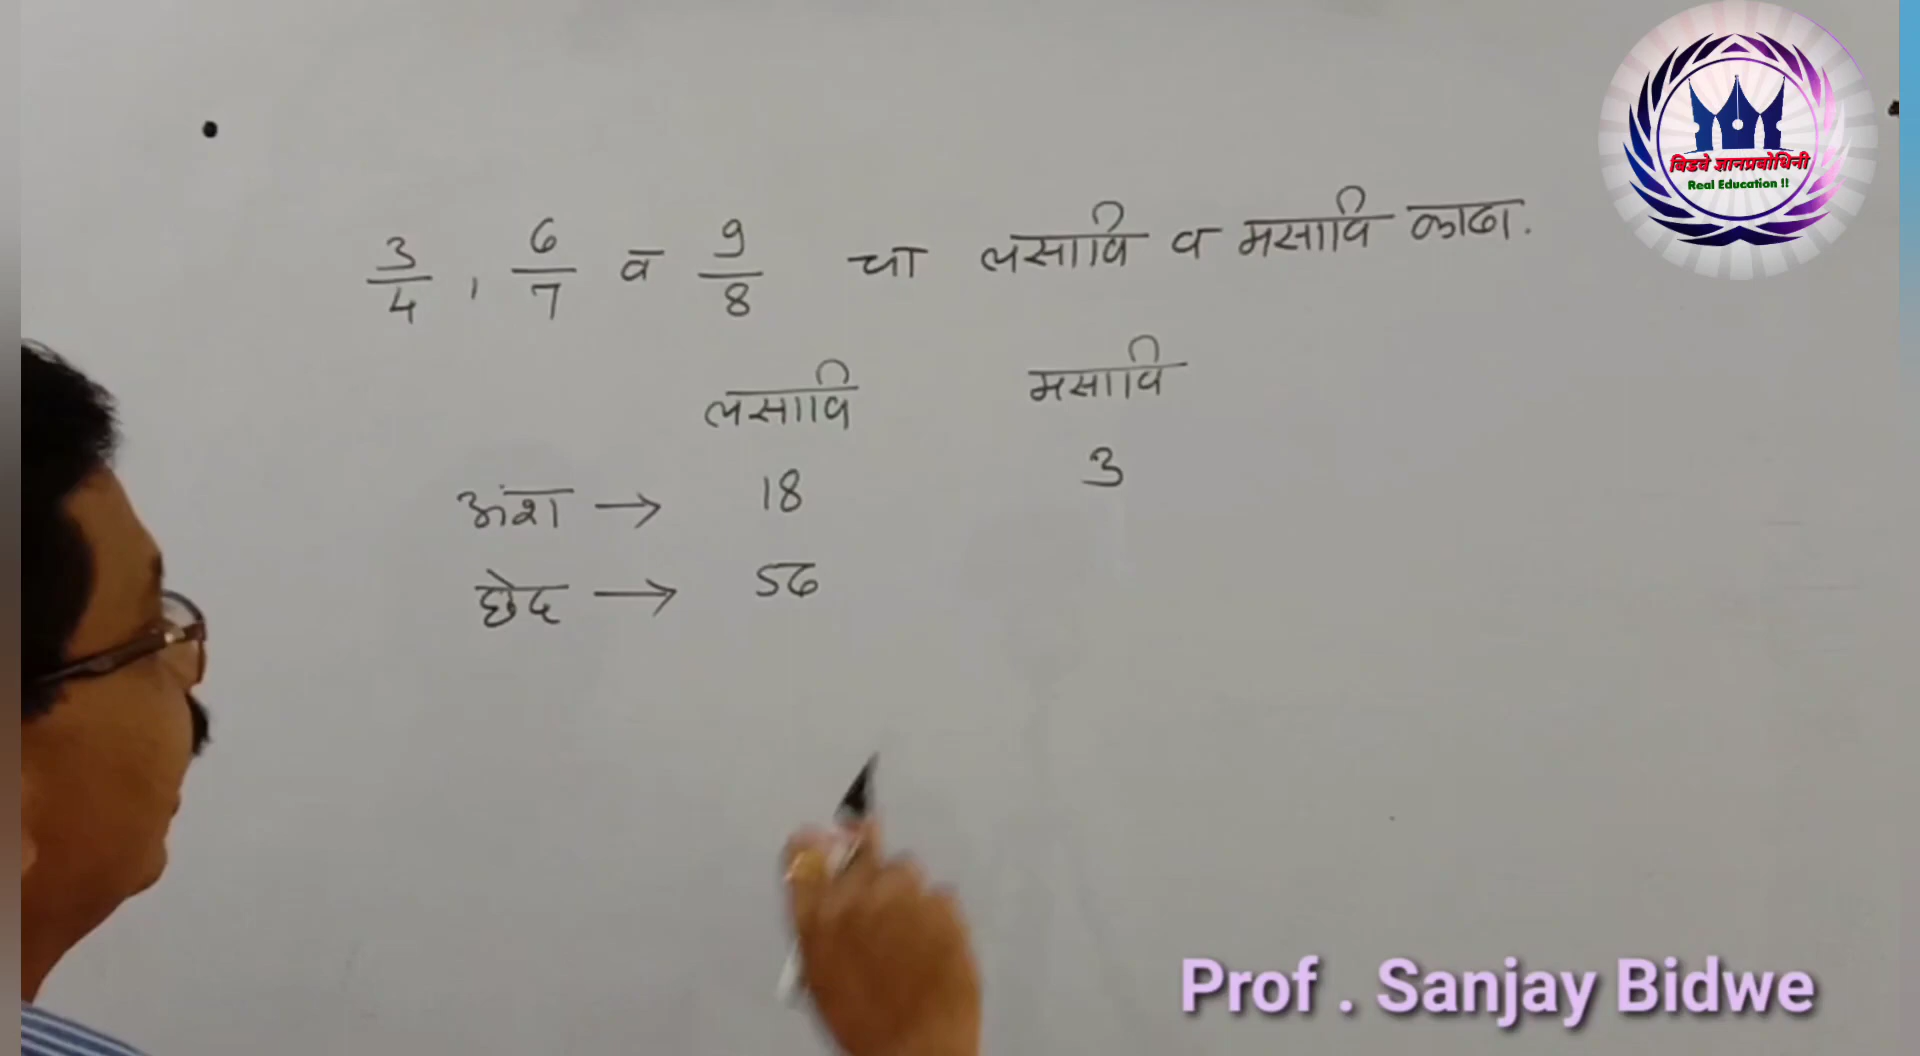 बिडवे ज्ञानप्रबोधिनी
Real Education !!
3/4 , 6/7 व 9/8 चा लसावि व मसावि काढा.
लसावि मसावि
अंश → 18 3
छेद → 56
Prof . Sanjay Bidwe